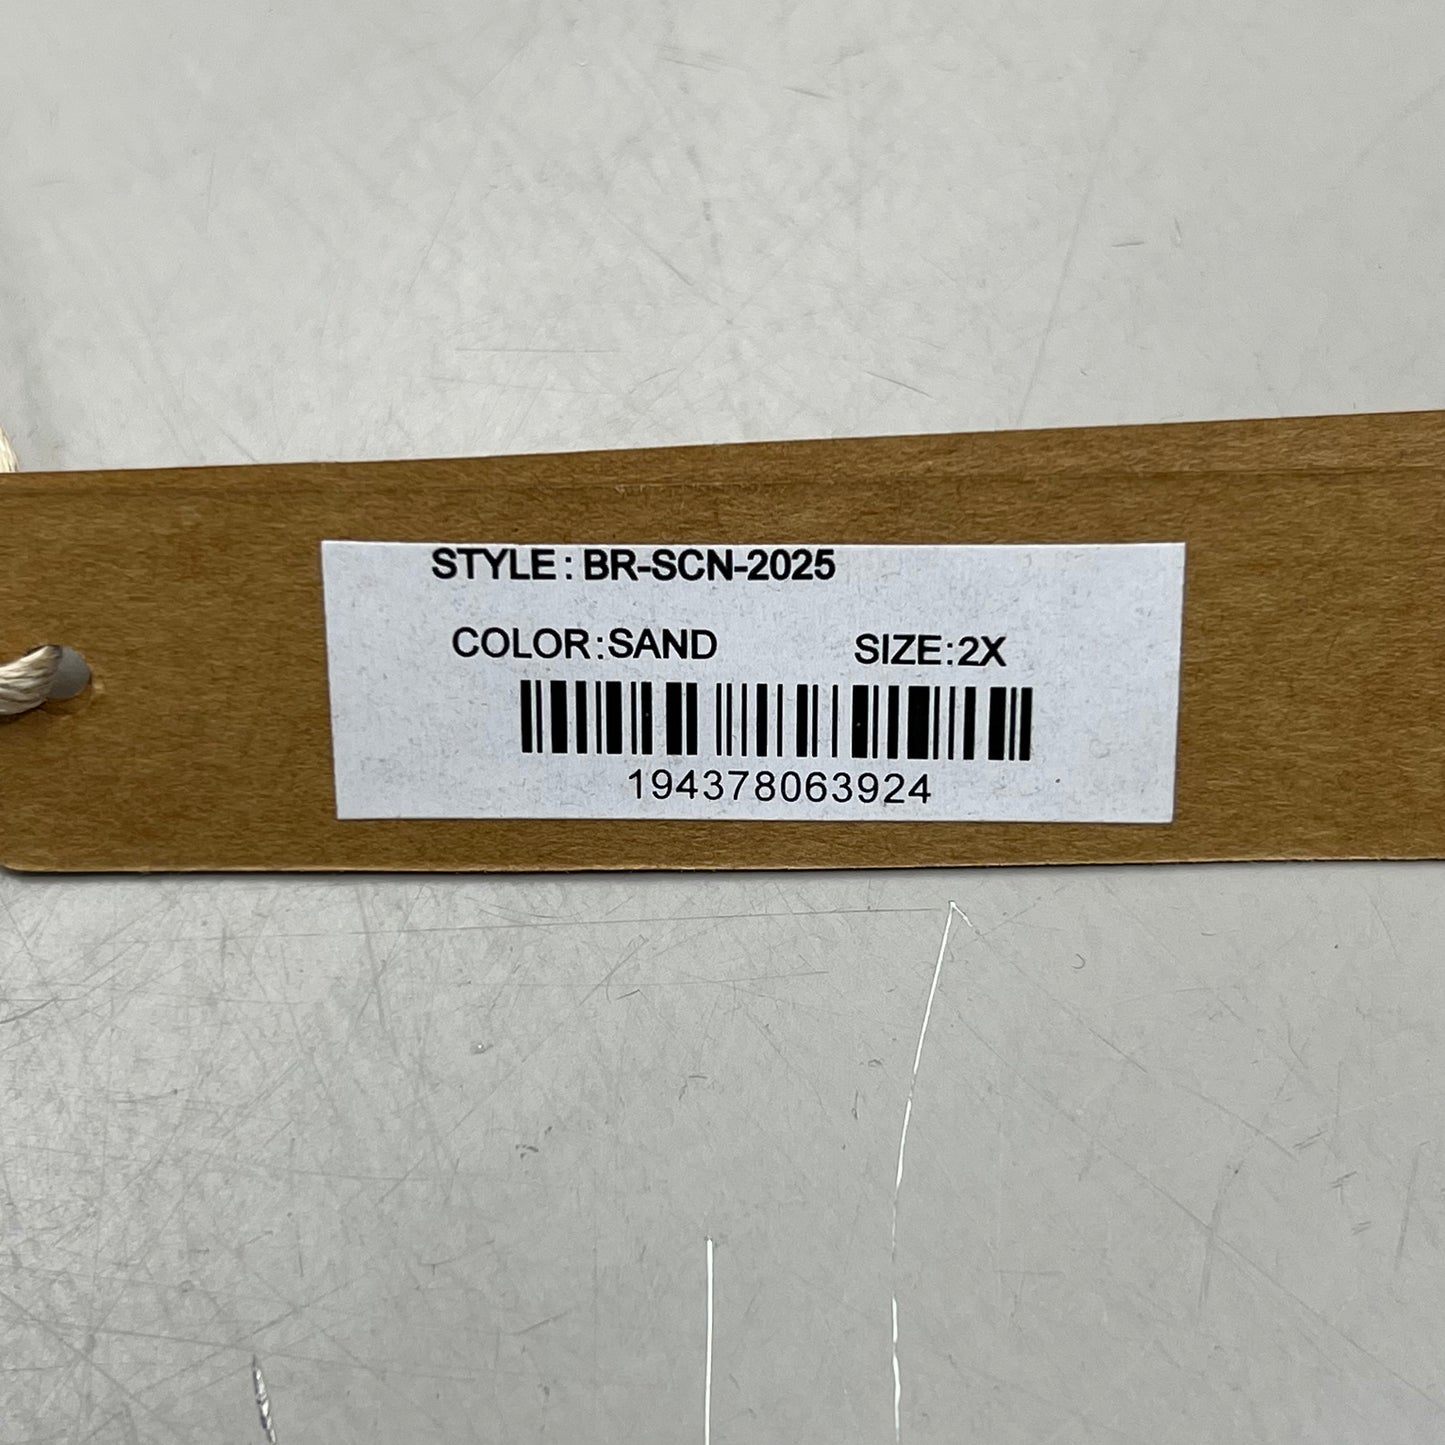 STYLE: BR-SCN-2025
COLOR:SAND SIZE:2X
194378063924